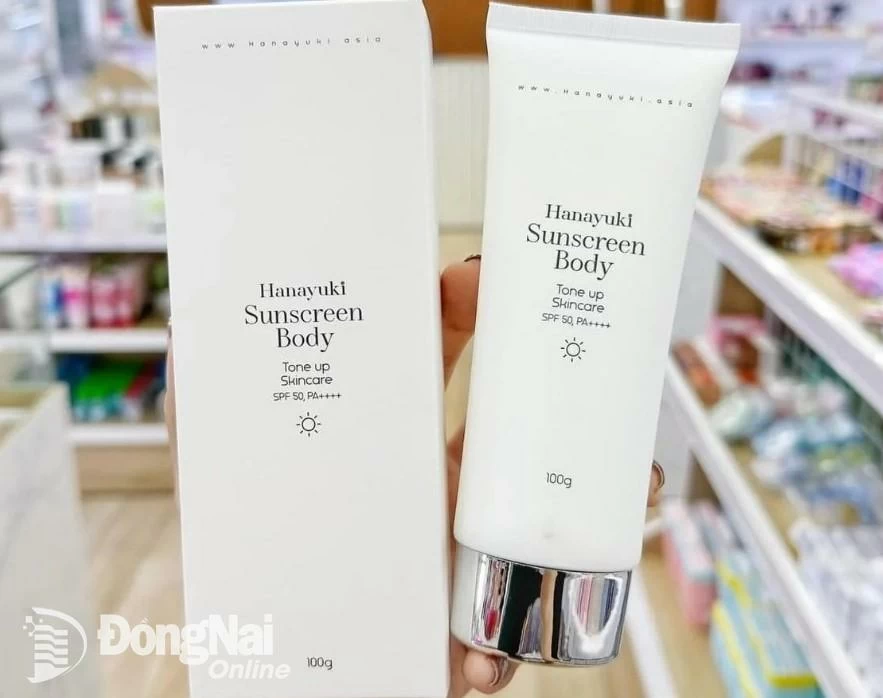 www Hanayuki asia
Hanayuki
Sunscreen
Body
Tone up
Skincare
SPF 50, PA++++
100g
www.Hanayuki.asia
Hanayuki
Sunscreen
Body
Tone up
Skincare
SPF 50, PA++++
100g
ĐồngNai
Online